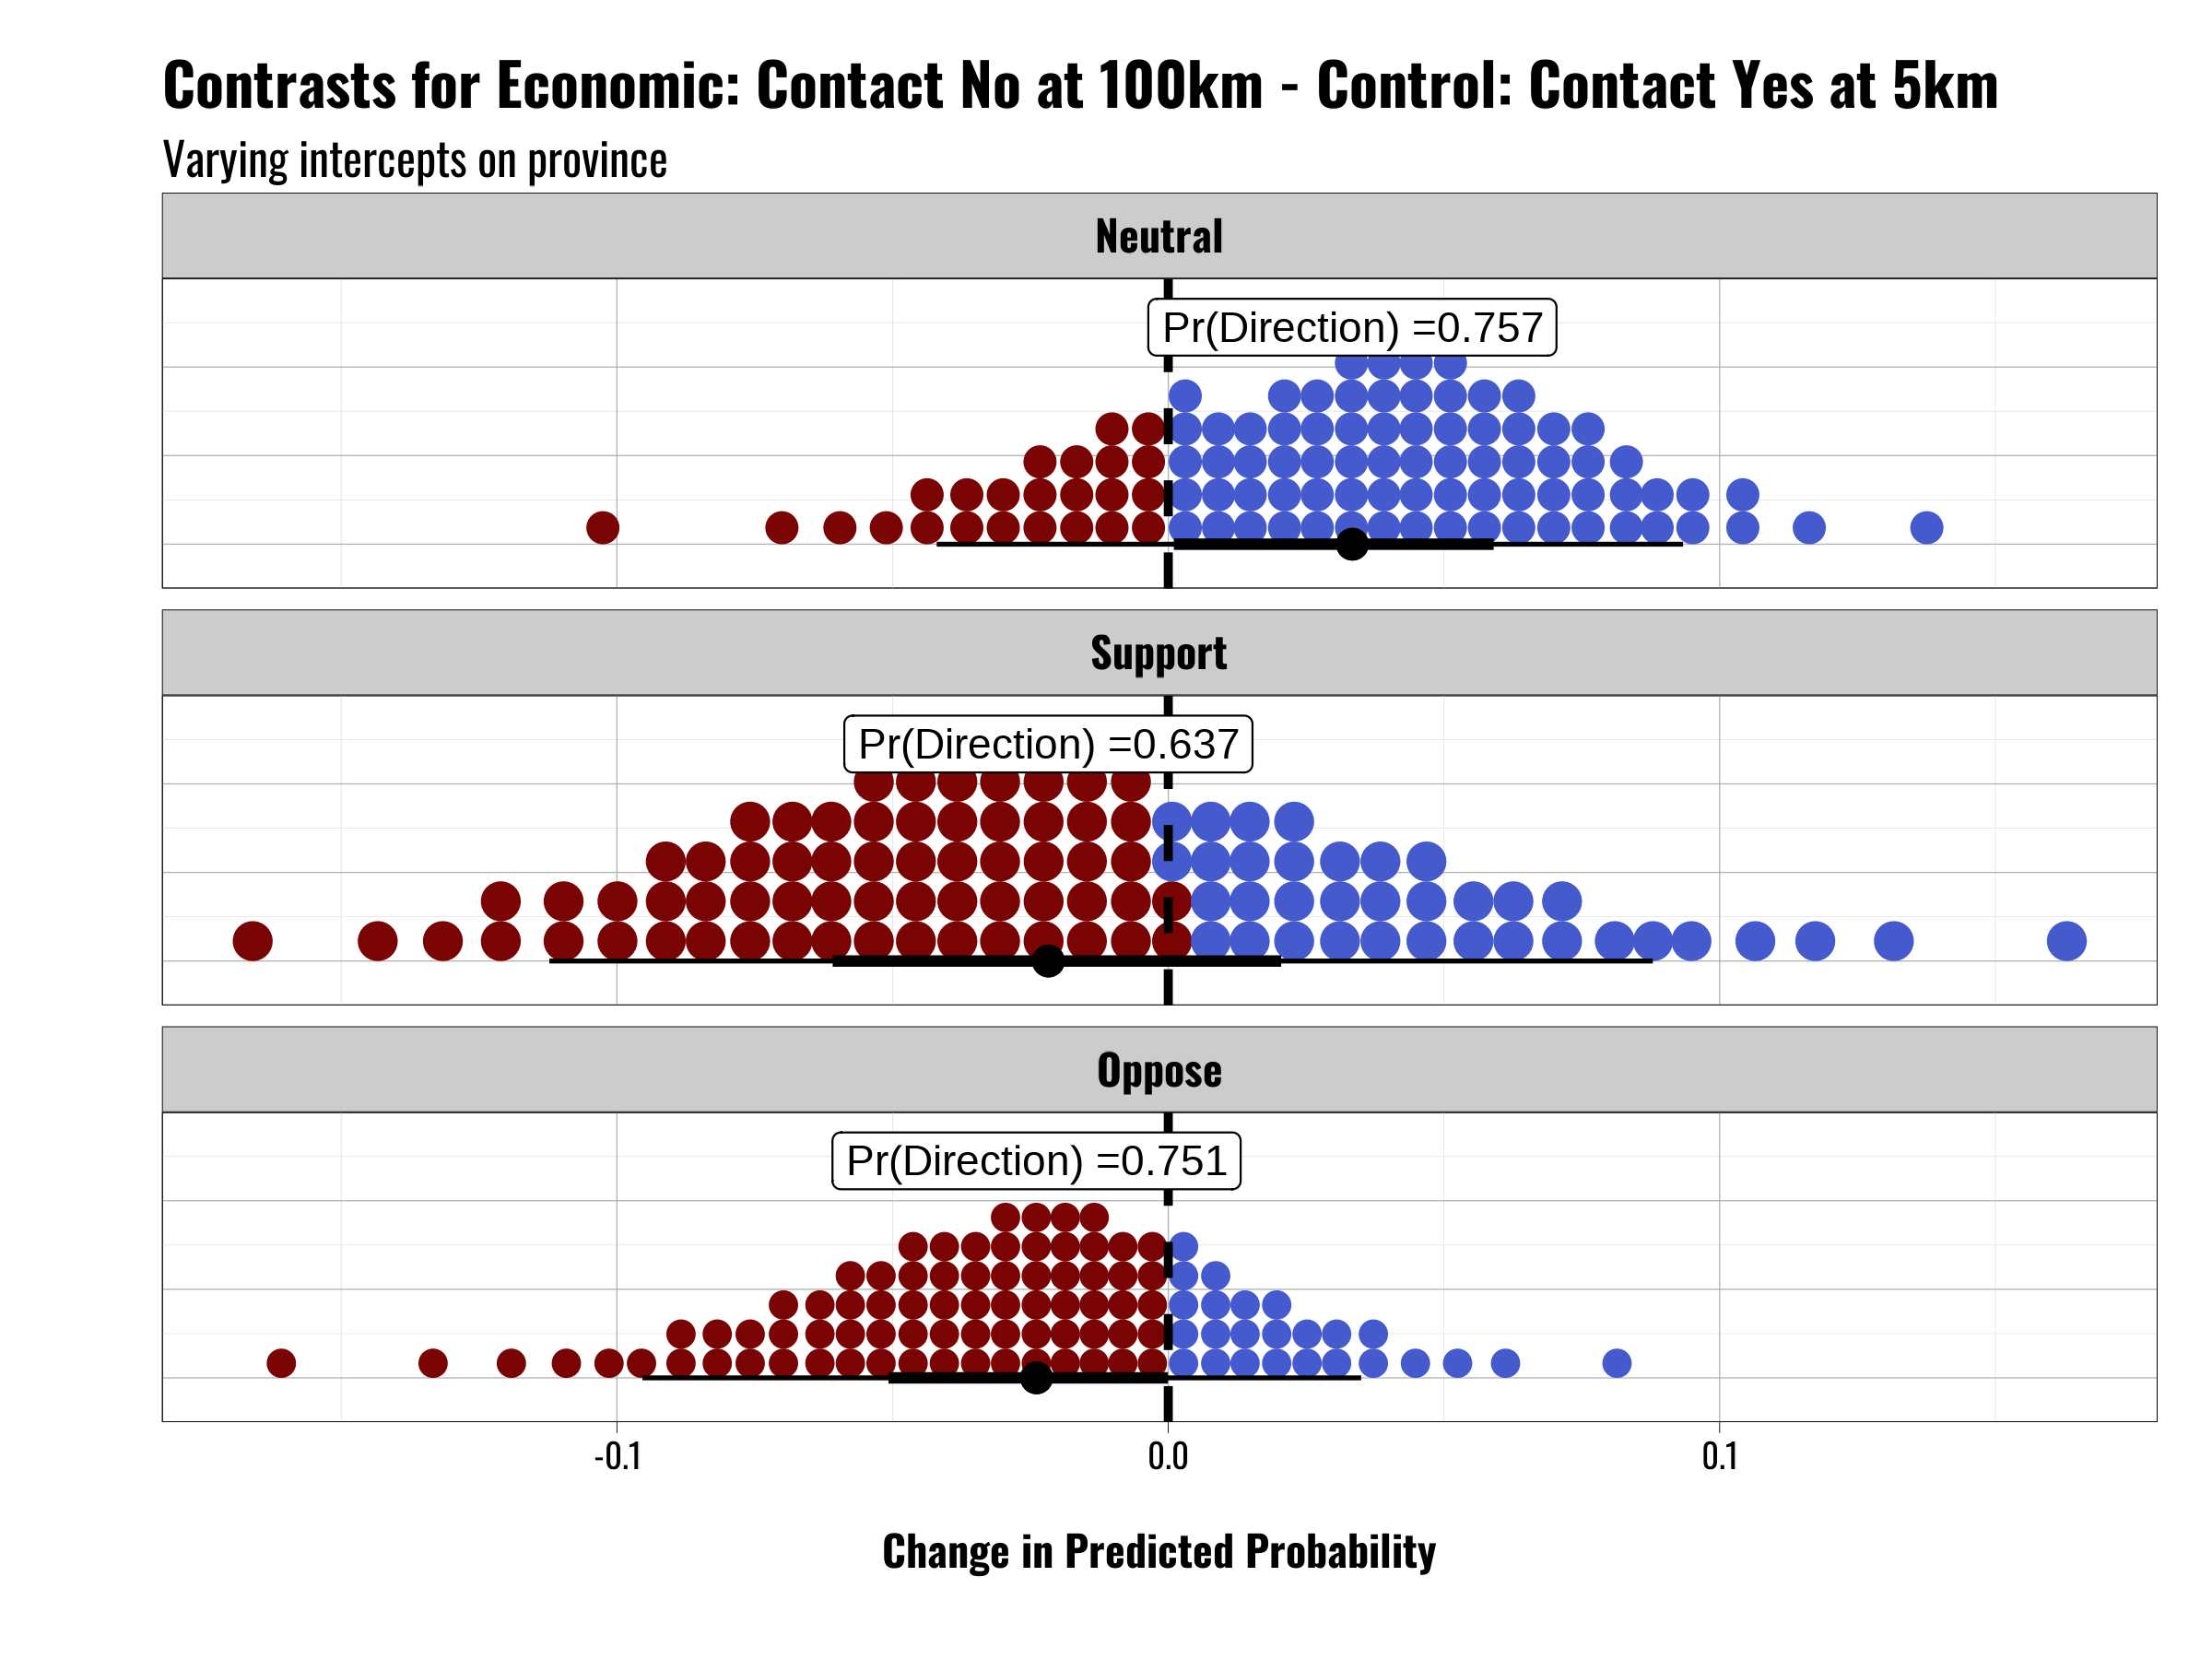 Contrasts for Economic: Contact No at 100km - Control: Contact Yes at 5km
Varying intercepts on province
Neutral
Pr(Direction) =0.757
Support
Pr(Direction) =0.637
Oppose
Pr(Direction) =0.751
-0.1 0.0 0.1
Change in Predicted Probability